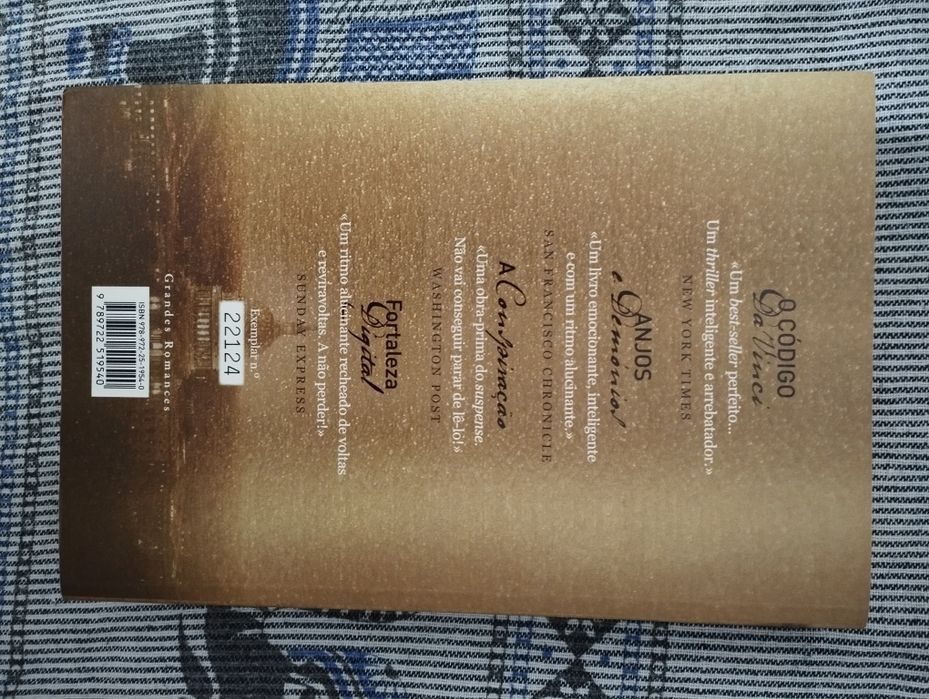 O CÓDIGO
Da Vinci
«Um best-seller perfeito...
Um thriller inteligente e arrebatador.»
NEW YORK TIMES
ANJOS
e Demónios
«Um livro emocionante, inteligente
e com um ritmo alucinante.»
SAN FRANCISCO CHRONICLE
A Conspiração
«Uma obra-prima do suspense.
Não vai conseguir parar de lê-lo!»
WASHINGTON POST
Fortaleza
Digital
«Um ritmo alucinante recheado de voltas
e reviravoltas. A não perder!»
SUNDAY EXPRESS
Exemplar n.º
22124
Grandes Romances
ISBN 978-972-25-1954-0
9 789722 519540